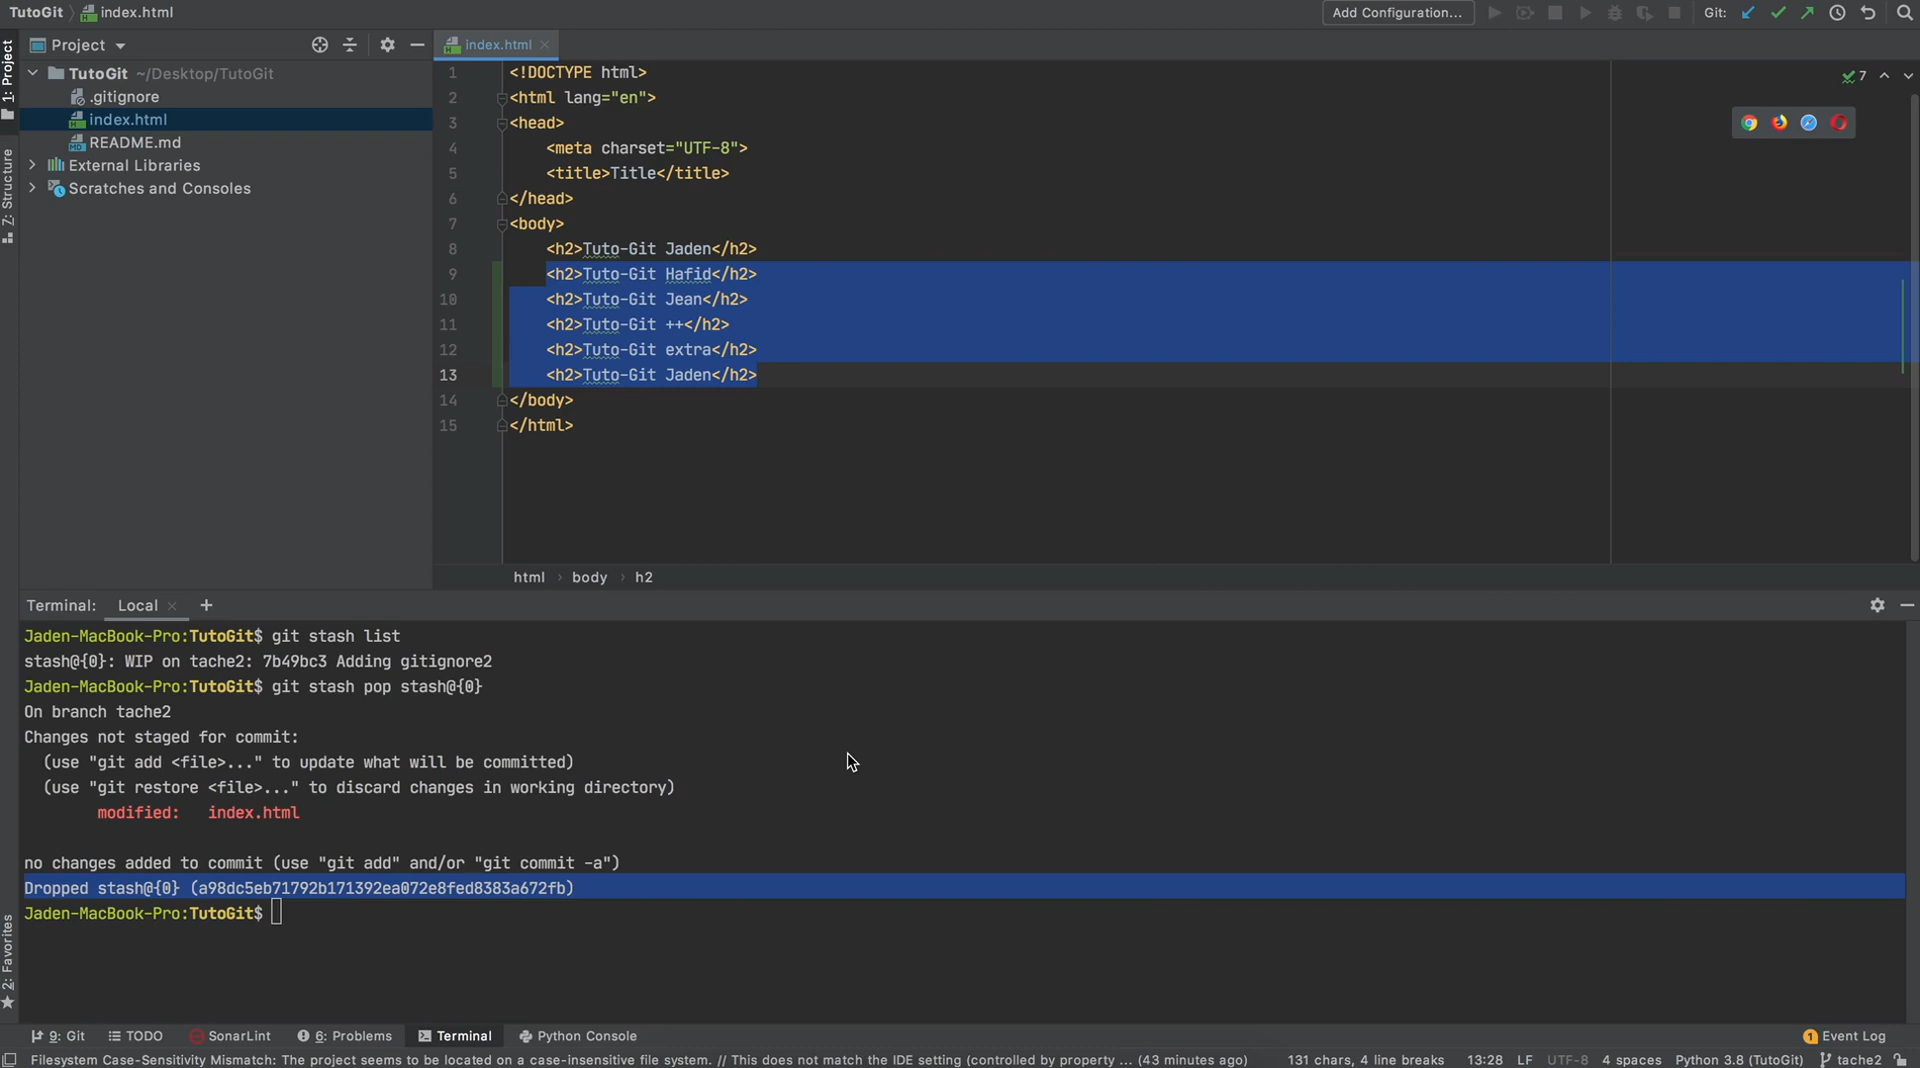 TutoGit
index.html
Add Configuration...
Git:
1: Project
Project
TutoGit ~/Desktop/TutoGit
.gitignore
index.html
README.md
External Libraries
Scratches and Consoles
7: Structure
index.html
7
1 <!DOCTYPE html>
2 <html lang="en">
3 <head>
4 <meta charset="UTF-8">
5 <title>Title</title>
6 </head>
7 <body>
8 <h2>Tuto-Git Jaden</h2>
9 <h2>Tuto-Git Hafid</h2>
10 <h2>Tuto-Git Jean</h2>
11 <h2>Tuto-Git ++</h2>
12 <h2>Tuto-Git extra</h2>
13 <h2>Tuto-Git Jaden</h2>
14 </body>
15 </html>
html › body › h2
Terminal: Local × +
Jaden-MacBook-Pro:TutoGit$ git stash list
stash@{0}: WIP on tache2: 7b49bc3 Adding gitignore2
Jaden-MacBook-Pro:TutoGit$ git stash pop stash@{0}
On branch tache2
Changes not staged for commit:
(use "git add <file>..." to update what will be committed)
(use "git restore <file>..." to discard changes in working directory)
modified: index.html
no changes added to commit (use "git add" and/or "git commit -a")
Dropped stash@{0} (a98dc5eb71792b171392ea072e8fed8383a672fb)
Jaden-MacBook-Pro:TutoGit$
2: Favorites
9: Git
TODO
SonarLint
6: Problems
Terminal
Python Console
1 Event Log
Filesystem Case-Sensitivity Mismatch: The project seems to be located on a case-insensitive file system. // This does not match the IDE setting (controlled by property ... (43 minutes ago)
131 chars, 4 line breaks
13:28
LF
UTF-8
4 spaces
Python 3.8 (TutoGit)
tache2